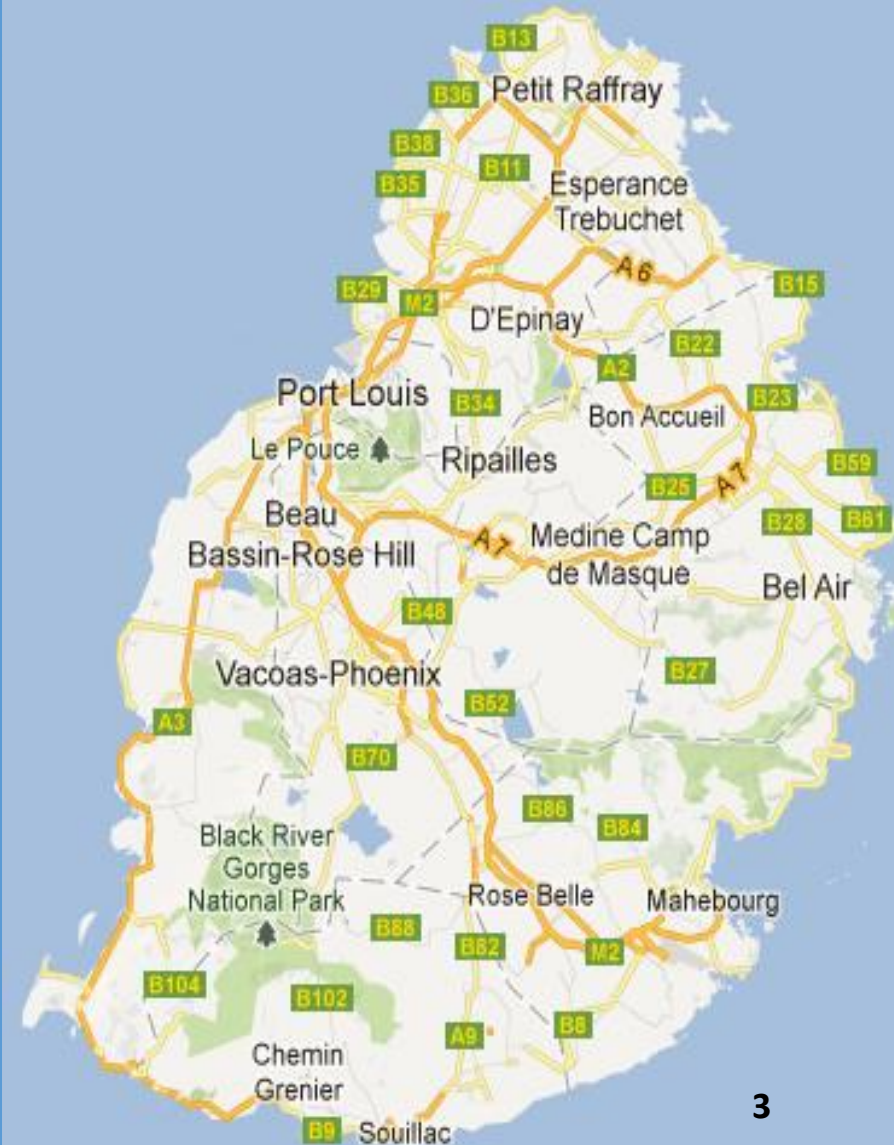 B13
B36
Petit Raffray
B38
B11
B35
Esperance
Trebuchet
A6
B29
M2
B15
D'Epinay
B22
A2
Port Louis
B34
B23
Bon Accueil
Le Pouce
Ripailles
B59
B25
A7
Beau
Bassin-Rose Hill
A7
Medine Camp
de Masque
B28
B61
Bel Air
B48
Vacoas-Phoenix
B27
B52
A3
B70
B86
B84
Black River
Gorges
National Park
Rose Belle
Mahebourg
B88
B82
M2
B104
B102
A9
B8
Chemin
Grenier
B9
Souillac
3